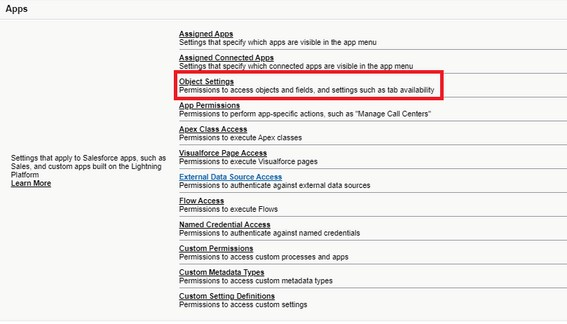 Apps
Assigned Apps
Settings that specify which apps are visible in the app menu
Assigned Connected Apps
Settings that specify which connected apps are visible in the app menu
Object Settings
Permissions to access objects and fields, and settings such as tab availability
App Permissions
Permissions to perform app-specific actions, such as "Manage Call Centers"
Apex Class Access
Permissions to execute Apex classes
Settings that apply to Salesforce apps, such as
Sales, and custom apps built on the Lightning
Platform
Learn More
Visualforce Page Access
Permissions to execute Visualforce pages
External Data Source Access
Permissions to authenticate against external data sources
Flow Access
Permissions to execute Flows
Named Credential Access
Permissions to authenticate against named credentials
Custom Permissions
Permissions to access custom processes and apps
Custom Metadata Types
Permissions to access custom metadata types
Custom Setting Definitions
Permissions to access custom settings